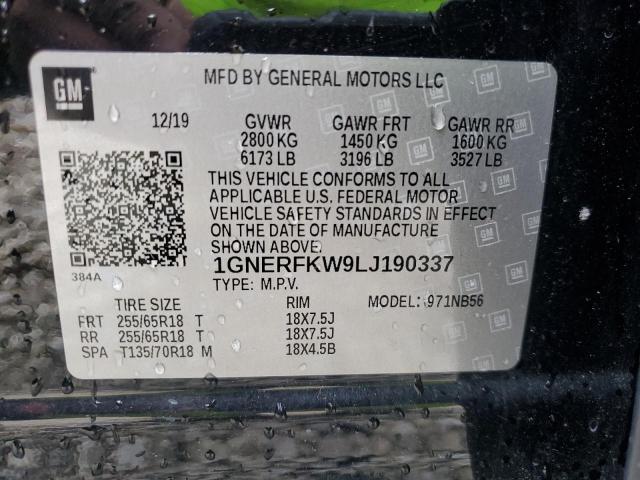 GM
MFD BY GENERAL MOTORS LLC
12/19 GVWR GAWR FRT GAWR RR
2800 KG 1450 KG 1600 KG
6173 LB 3196 LB 3527 LB
THIS VEHICLE CONFORMS TO ALL
APPLICABLE U.S. FEDERAL MOTOR
VEHICLE SAFETY STANDARDS IN EFFECT
ON THE DATE OF MANUFACTURE
SHOWN ABOVE.
384A 1GNERFKW9LJ190337
TYPE: M.P.V. MODEL: 971NB56
TIRE SIZE RIM
FRT 255/65R18 T 18X7.5J
RR 255/65R18 T 18X7.5J
SPA T135/70R18 M 18X4.5B